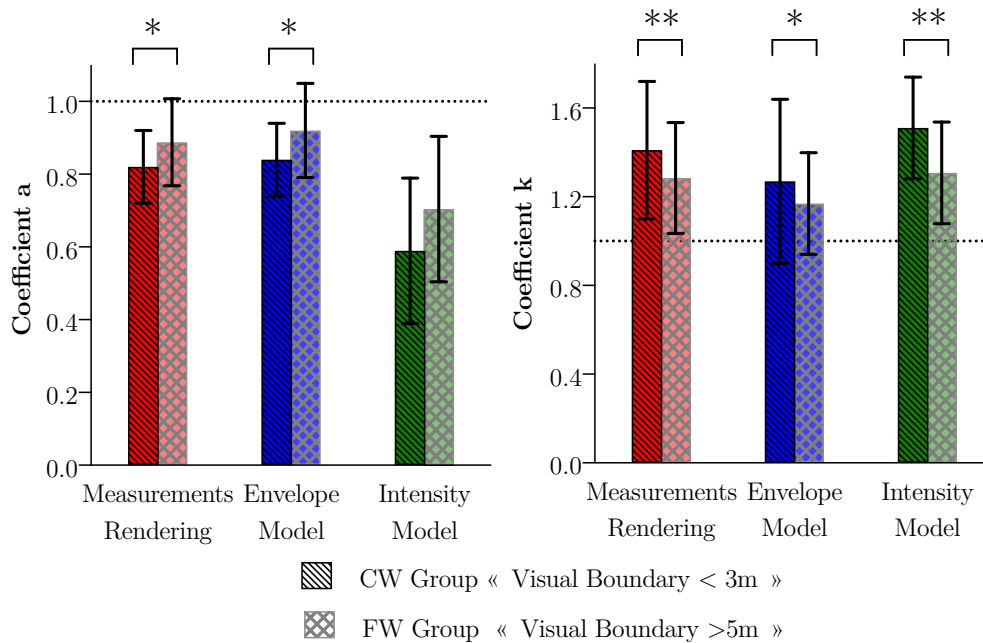 * *
** * **
Coefficient a
1.0
0.8
0.6
0.4
0.2
0.0
Measurements Rendering
Envelope Model
Intensity Model
Coefficient k
1.6
1.2
0.8
0.4
0.0
Measurements Rendering
Envelope Model
Intensity Model
CW Group « Visual Boundary < 3m »
FW Group « Visual Boundary >5m »